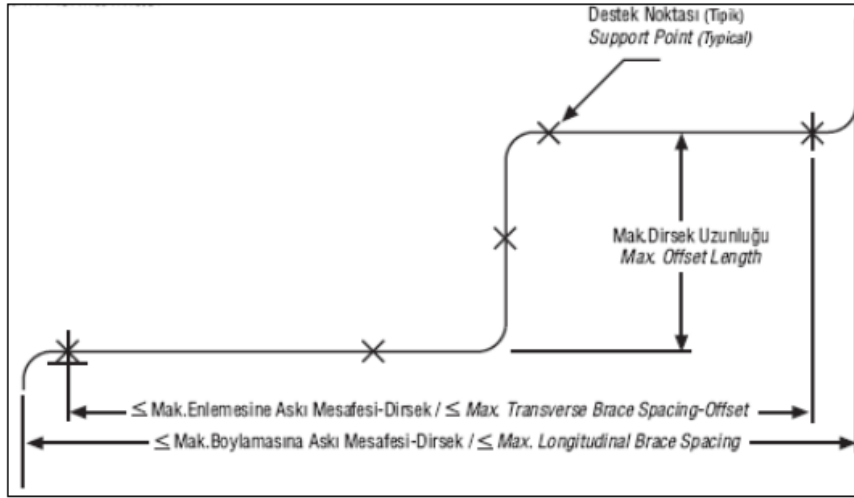 Destek Noktası (Tipik)
Support Point (Typical)
Mak.Dirsek Uzunluğu
Max. Offset Length
≤ Mak.Enlemesine Askı Mesafesi-Dirsek / ≤ Max. Transverse Brace Spacing-Offset
≤ Mak.Boylamasına Askı Mesafesi-Dirsek / ≤ Max. Longitudinal Brace Spacing